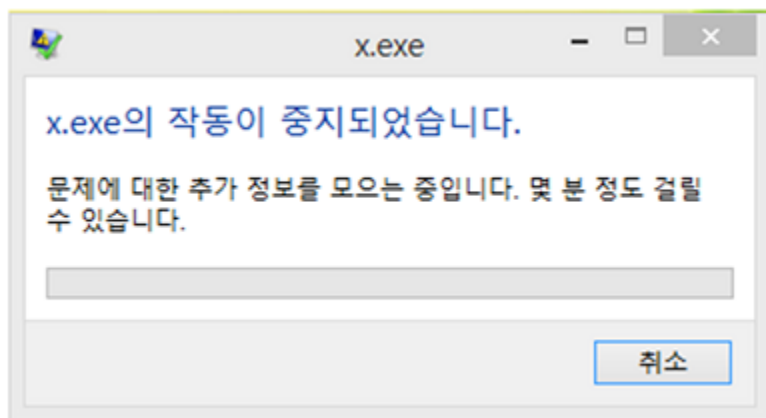 x.exe
x.exe의 작동이 중지되었습니다.
문제에 대한 추가 정보를 모으는 중입니다. 몇 분 정도 걸릴
수 있습니다.
취소